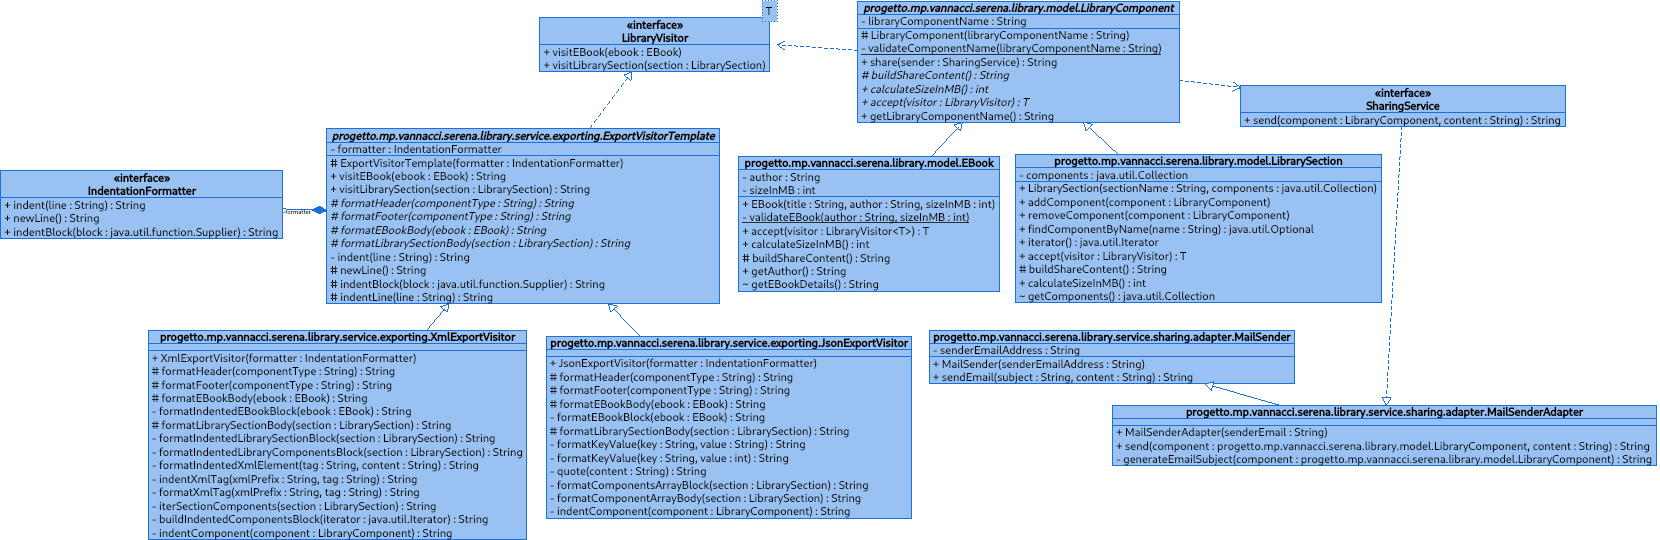 T
«interface»
LibraryVisitor
+ visitEBook(ebook : EBook)
+ visitLibrarySection(section : LibrarySection)
progetto.mp.vannacci.serena.library.model.LibraryComponent
- libraryComponentName : String
# LibraryComponent(libraryComponentName : String)
- validateComponentName(libraryComponentName : String)
+ share(sender : SharingService) : String
# buildShareContent() : String
+ calculateSizeInMB() : int
+ accept(visitor : LibraryVisitor) : T
+ getLibraryComponentName() : String
«interface»
SharingService
+ send(component : LibraryComponent, content : String) : String
progetto.mp.vannacci.serena.library.service.exporting.ExportVisitorTemplate
- formatter : IndentationFormatter
# ExportVisitorTemplate(formatter : IndentationFormatter)
+ visitEBook(ebook : EBook) : String
+ visitLibrarySection(section : LibrarySection) : String
# formatHeader(componentType : String) : String
# formatFooter(componentType : String) : String
# formatEBookBody(ebook : EBook) : String
# formatLibrarySectionBody(section : LibrarySection) : String
- indent(line : String) : String
# newLine() : String
# indentBlock(block : java.util.function.Supplier) : String
# indentLine(line : String) : String
«interface»
IndentationFormatter
+ indent(line : String) : String
+ newLine() : String
+ indentBlock(block : java.util.function.Supplier) : String
-formatter
progetto.mp.vannacci.serena.library.model.EBook
- author : String
- sizeInMB : int
+ EBook(title : String, author : String, sizeInMB : int)
- validateEBook(author : String, sizeInMB : int)
+ accept(visitor : LibraryVisitor<T>) : T
+ calculateSizeInMB() : int
# buildShareContent() : String
+ getAuthor() : String
~ getEBookDetails() : String
progetto.mp.vannacci.serena.library.model.LibrarySection
- components : java.util.Collection
+ LibrarySection(sectionName : String, components : java.util.Collection)
+ addComponent(component : LibraryComponent)
+ removeComponent(component : LibraryComponent)
+ findComponentByName(name : String) : java.util.Optional
+ iterator() : java.util.Iterator
+ accept(visitor : LibraryVisitor) : T
# buildShareContent() : String
+ calculateSizeInMB() : int
~ getComponents() : java.util.Collection
progetto.mp.vannacci.serena.library.service.exporting.XmlExportVisitor
+ XmlExportVisitor(formatter : IndentationFormatter)
# formatHeader(componentType : String) : String
# formatFooter(componentType : String) : String
# formatEBookBody(ebook : EBook) : String
- formatIndentedEBookBlock(ebook : EBook) : String
# formatLibrarySectionBody(section : LibrarySection) : String
- formatIndentedLibrarySectionBlock(section : LibrarySection) : String
- formatIndentedLibraryComponentsBlock(section : LibrarySection) : String
- formatIndentedXmlElement(tag : String, content : String) : String
- indentXmlTag(xmlPrefix : String, tag : String) : String
- formatXmlTag(xmlPrefix : String, tag : String) : String
- iterSectionComponents(section : LibrarySection) : String
- buildIndentedComponentsBlock(iterator : java.util.Iterator) : String
- indentComponent(component : LibraryComponent) : String
progetto.mp.vannacci.serena.library.service.exporting.JsonExportVisitor
+ JsonExportVisitor(formatter : IndentationFormatter)
# formatHeader(componentType : String) : String
# formatFooter(componentType : String) : String
# formatEBookBody(ebook : EBook) : String
- formatEBookBlock(ebook : EBook) : String
# formatLibrarySectionBody(section : LibrarySection) : String
- formatKeyValue(key : String, value : String) : String
- formatKeyValue(key : String, value : int) : String
- quote(content : String) : String
- formatComponentsArrayBlock(section : LibrarySection) : String
- formatComponentArrayBody(section : LibrarySection) : String
- indentComponent(component : LibraryComponent) : String
progetto.mp.vannacci.serena.library.service.sharing.adapter.MailSender
- senderEmailAddress : String
+ MailSender(senderEmailAddress : String)
+ sendEmail(subject : String, content : String) : String
progetto.mp.vannacci.serena.library.service.sharing.adapter.MailSenderAdapter
+ MailSenderAdapter(senderEmail : String)
+ send(component : progetto.mp.vannacci.serena.library.model.LibraryComponent, content : String) : String
- generateEmailSubject(component : progetto.mp.vannacci.serena.library.model.LibraryComponent) : String